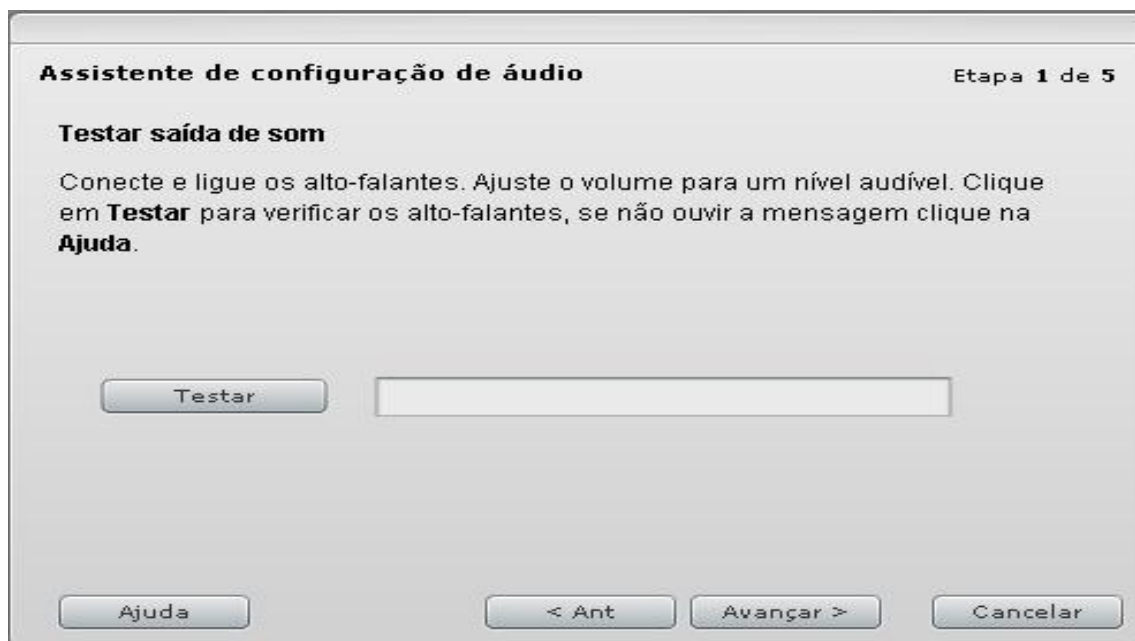 Assistente de configuração de áudio
Etapa 1 de 5
Testar saída de som
Conecte e ligue os alto-falantes. Ajuste o volume para um nível audível. Clique
em Testar para verificar os alto-falantes, se não ouvir a mensagem clique na
Ajuda.
Testar
Ajuda
< Ant
Avançar >
Cancelar